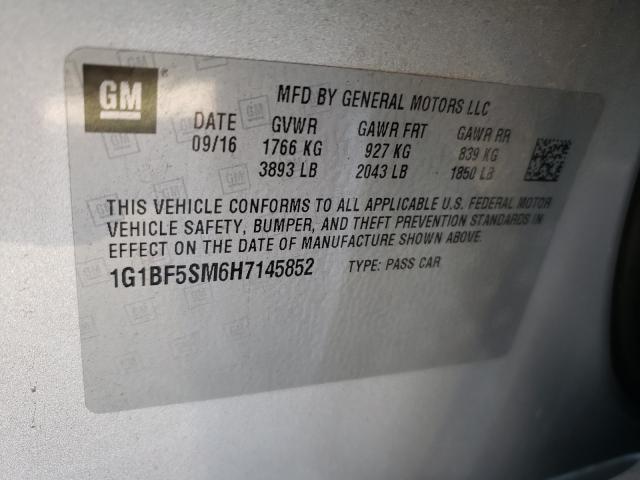 GM
MFD BY GENERAL MOTORS LLC
DATE GVWR GAWR FRT GAWR RR
09/16 1766 KG 927 KG 839 KG
3893 LB 2043 LB 1850 LB
THIS VEHICLE CONFORMS TO ALL APPLICABLE U.S. FEDERAL MOTOR
VEHICLE SAFETY, BUMPER, AND THEFT PREVENTION STANDARDS IN
EFFECT ON THE DATE OF MANUFACTURE SHOWN ABOVE.
1G1BF5SM6H7145852 TYPE: PASS CAR